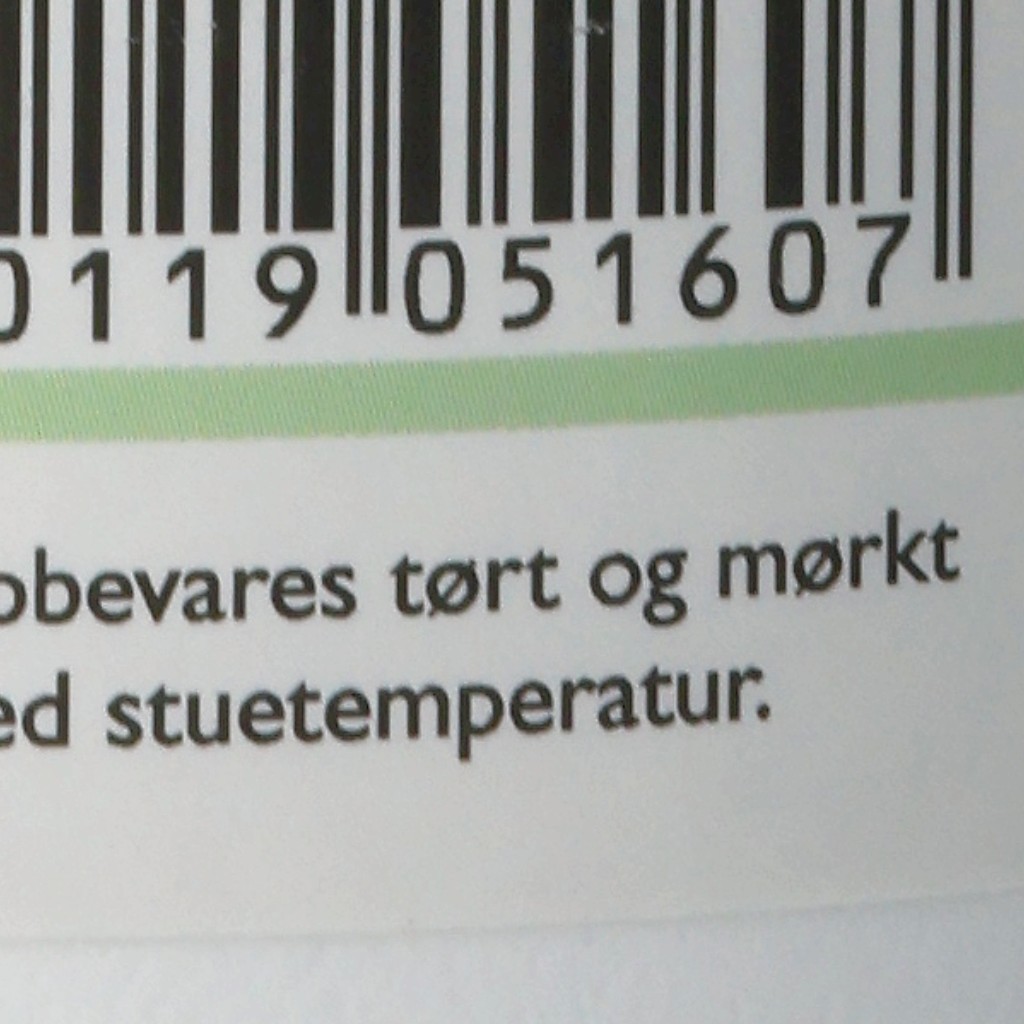 0119 051607
obevares tørt og mørkt
ed stuetemperatur.